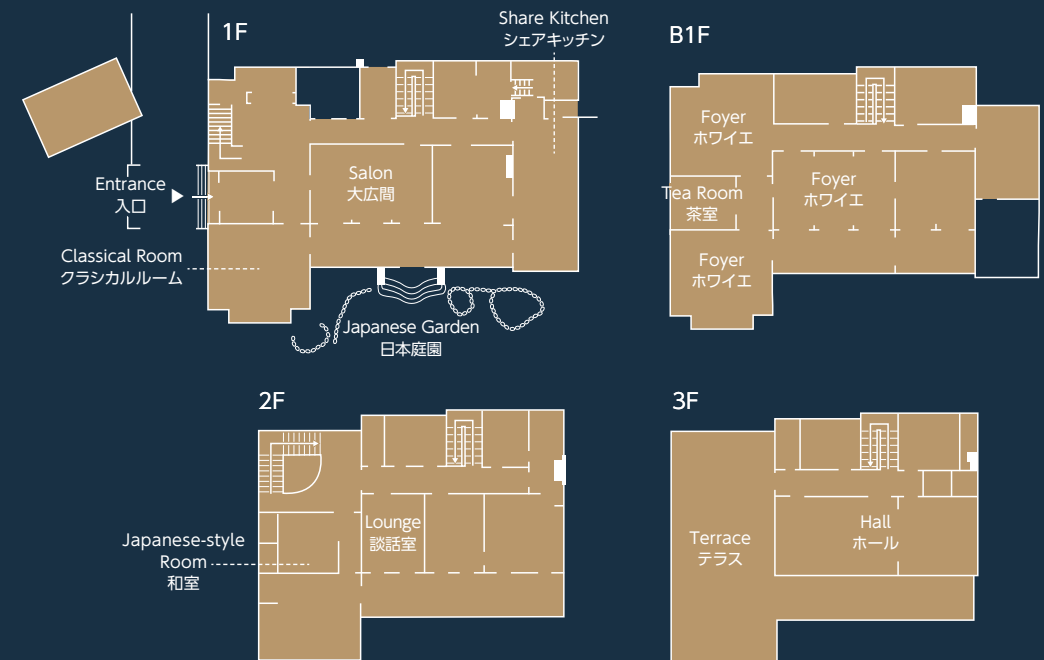 1F
Share Kitchen
シェアキッチン
Salon
大広間
Entrance
入口
Classical Room
クラシカルルーム
Japanese Garden
日本庭園
B1F
Foyer
ホワイエ
Foyer
ホワイエ
Tea Room
茶室
Foyer
ホワイエ
2F
Lounge
談話室
Japanese-style
Room
和室
3F
Hall
ホール
Terrace
テラス